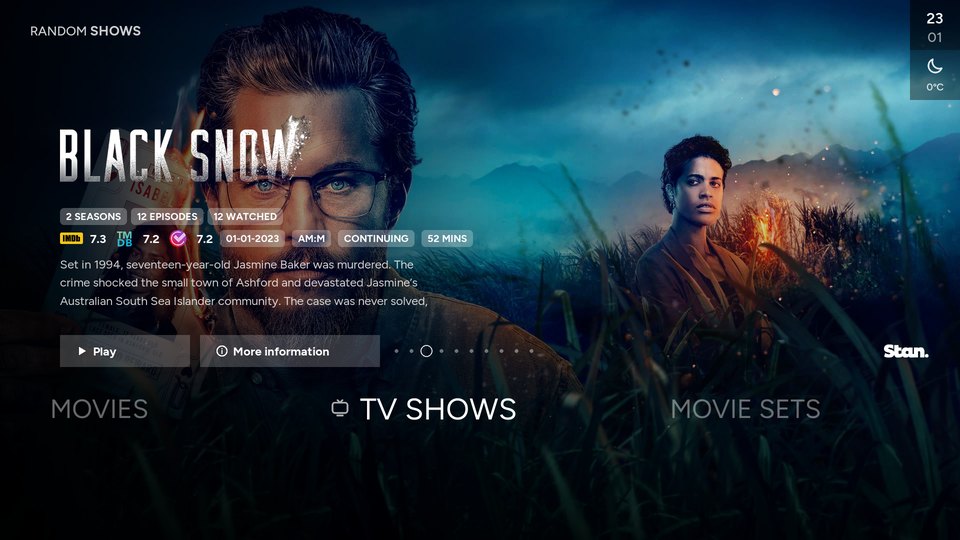 RANDOM SHOWS
23
01
0°C
BLACK SNOW
ISABEL
2 SEASONS 12 EPISODES 12 WATCHED
IMDb 7.3 TMDB 7.2 7.2 01-01-2023 AM:M CONTINUING 52 MINS
Set in 1994, seventeen-year-old Jasmine Baker was murdered. The
crime shocked the small town of Ashford and devastated Jasmine's
Australian South Sea Islander community. The case was never solved,
Play More information
Stan.
MOVIES TV SHOWS MOVIE SETS